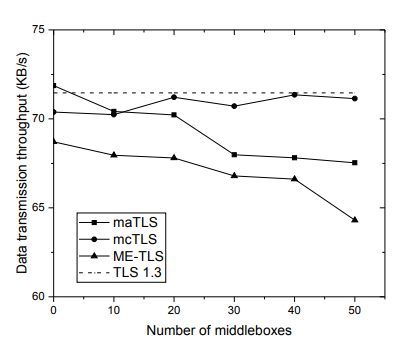 75
70
65
60
Data transmission throughput (KB/s)
maTLS
mcTLS
ME-TLS
TLS 1.3
0 10 20 30 40 50
Number of middleboxes